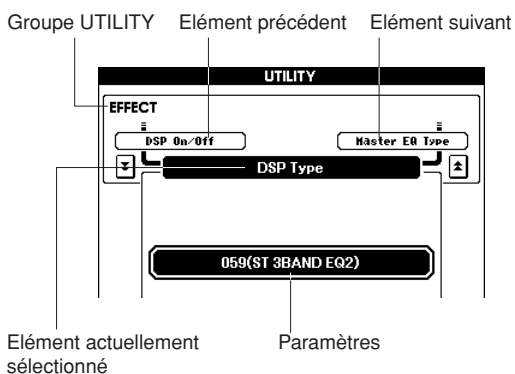 Groupe UTILITY Elément précédent Elément suivant
UTILITY
EFFECT
DSP On/Off Master EQ Type
DSP Type
059(ST 3BAND EQ2)
Elément actuellement Paramètres
sélectionné